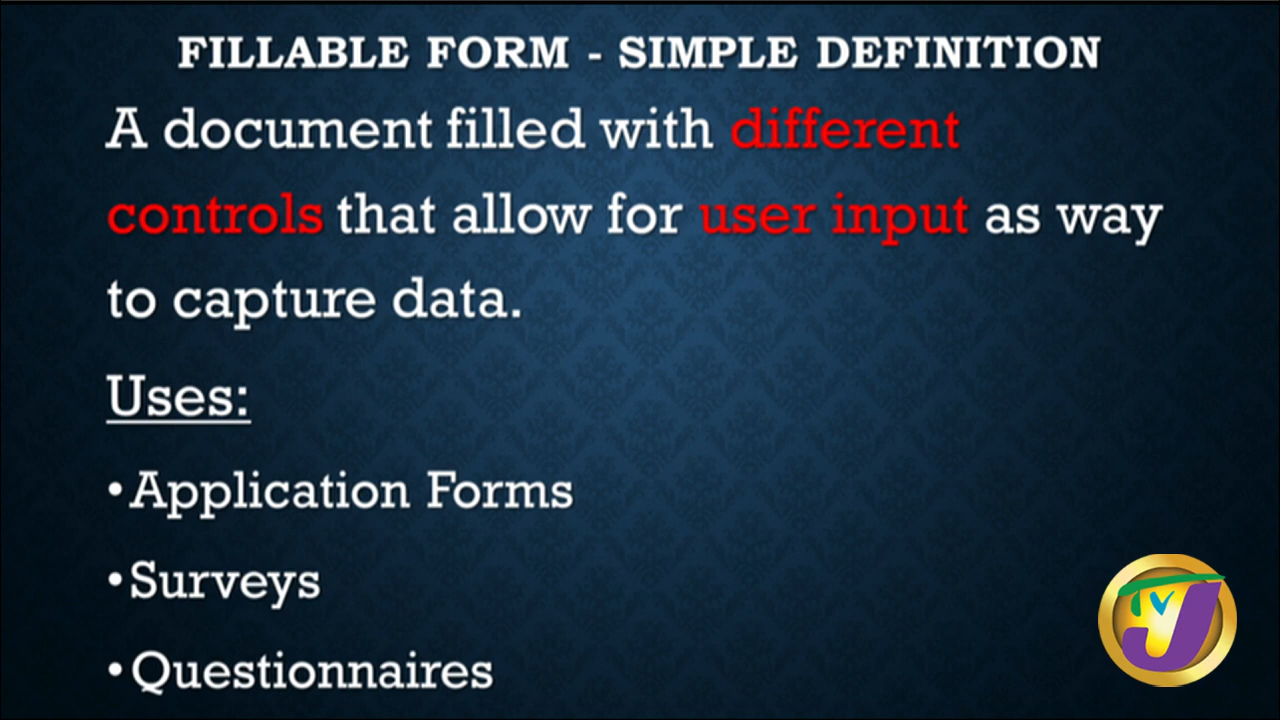 FILLABLE FORM - SIMPLE DEFINITION
A document filled with different
controls that allow for user input as way
to capture data.
Uses:
•Application Forms
•Surveys
•Questionnaires
TVJ